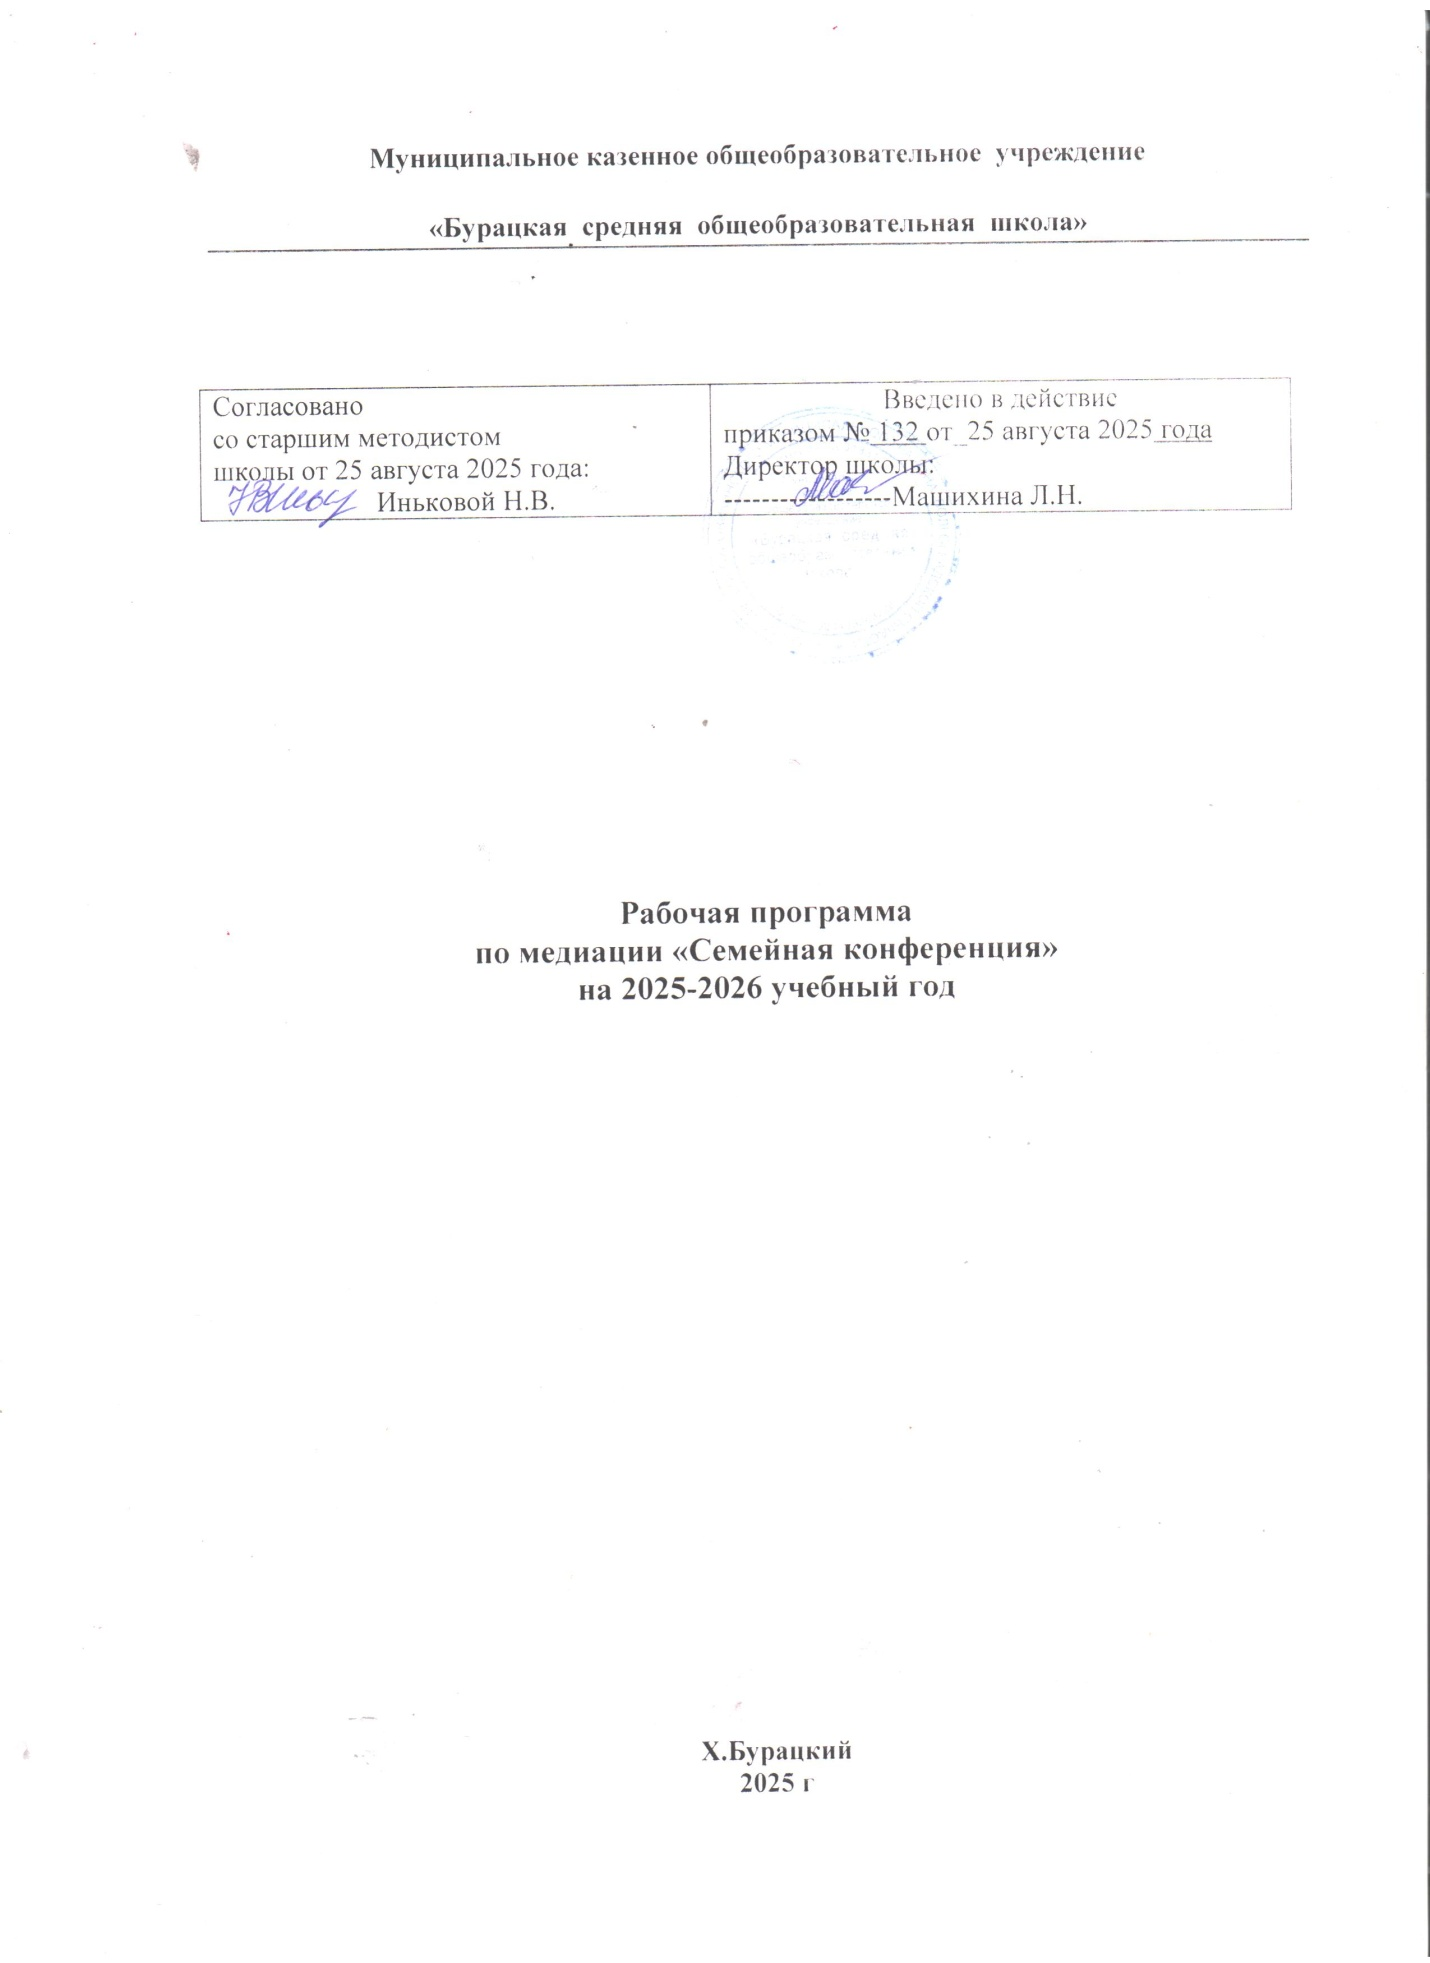 Муниципальное казенное общеобразовательное учреждение
«Бурацкая средняя общеобразовательная школа»
Согласовано
со старшим методистом
школы от 25 августа 2025 года:
Иньковой Н.В.
Введено в действие
приказом № 132 от 25 августа 2025 года
Директор школы:
------------------Машихина Л.Н.
Рабочая программа
по медиации «Семейная конференция»
на 2025-2026 учебный год
Х.Бурацкий
2025 г